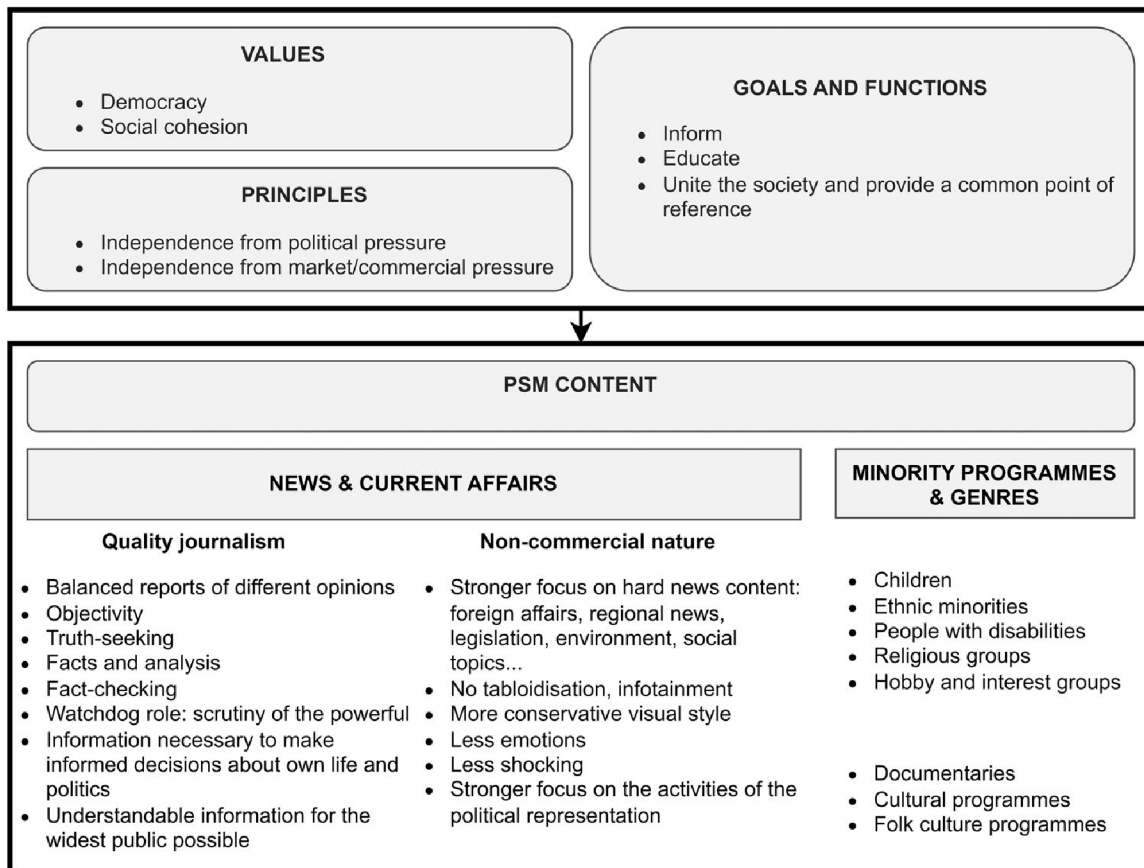 VALUES
• Democracy
• Social cohesion
PRINCIPLES
• Independence from political pressure
• Independence from market/commercial pressure
GOALS AND FUNCTIONS
• Inform
• Educate
• Unite the society and provide a common point of
reference
PSM CONTENT
NEWS & CURRENT AFFAIRS
Quality journalism
• Balanced reports of different opinions
• Objectivity
• Truth-seeking
• Facts and analysis
• Fact-checking
• Watchdog role: scrutiny of the powerful
• Information necessary to make
informed decisions about own life and
politics
• Understandable information for the
widest public possible
Non-commercial nature
• Stronger focus on hard news content:
foreign affairs, regional news,
legislation, environment, social
topics...
• No tabloidisation, infotainment
• More conservative visual style
• Less emotions
• Less shocking
• Stronger focus on the activities of the
political representation
MINORITY PROGRAMMES
& GENRES
• Children
• Ethnic minorities
• People with disabilities
• Religious groups
• Hobby and interest groups
• Documentaries
• Cultural programmes
• Folk culture programmes